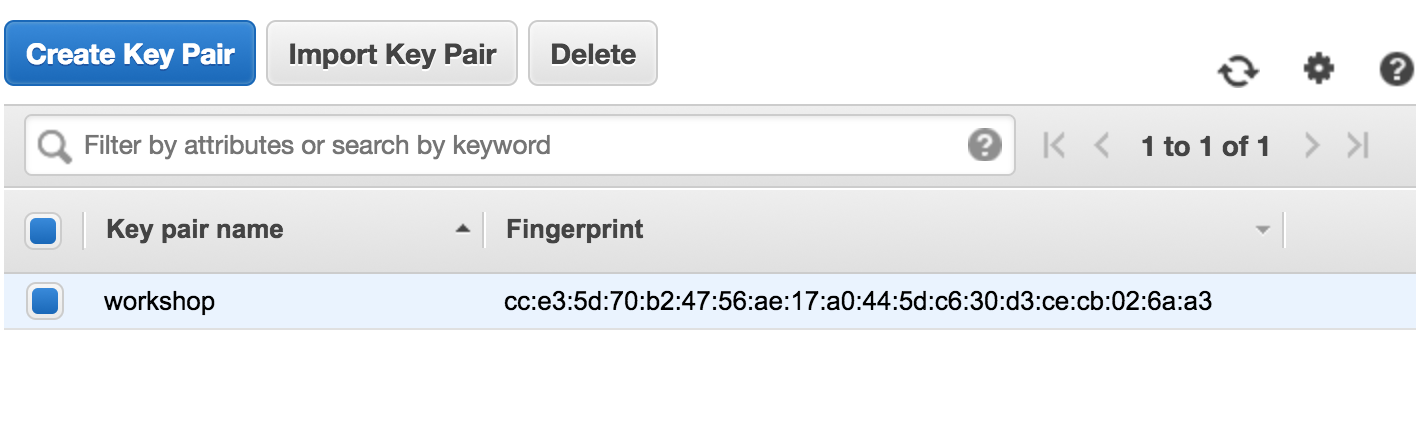 Create Key Pair Import Key Pair Delete
Filter by attributes or search by keyword 1 to 1 of 1
Key pair name Fingerprint
workshop cc:e3:5d:70:b2:47:56:ae:17:a0:44:5d:c6:30:d3:ce:cb:02:6a:a3